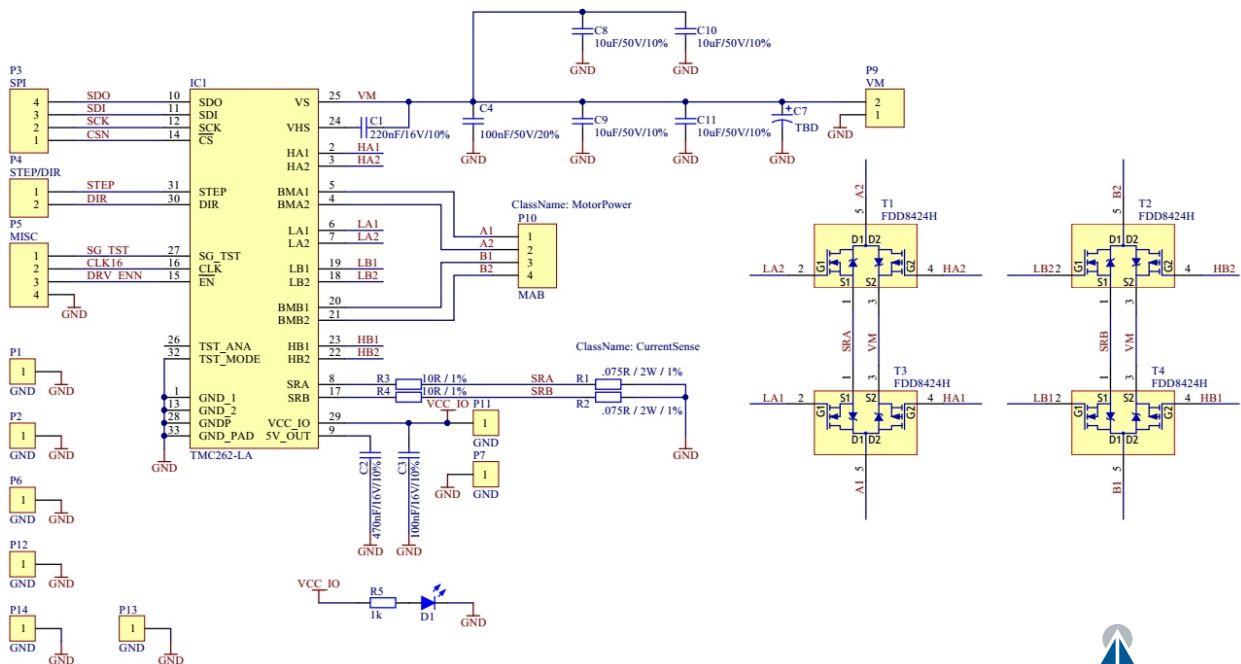 C8
10uF/50V/10%
GND
C10
10uF/50V/10%
GND
P3
SPI
4
3
2
1
SDO
SDI
SCK
CSN
10
11
12
14
IC1
SDO
SDI
SCK
CS
VS
VHS
25
24
VM
C1
220nF/16V/10%
C4
100nF/50V/20%
GND
C9
10uF/50V/10%
GND
C11
10uF/50V/10%
GND
+
C7
TBD
GND
P9
VM
2
1
GND
HA1
HA2
2
3
HA1
HA2
P4
STEP/DIR
1
2
STEP
DIR
31
30
STEP
DIR
BMA1
BMA2
5
4
LA1
LA2
6
7
LA1
LA2
ClassName: MotorPower
P10
A1
A2
B1
B2
1
2
3
4
MAB
P5
MISC
1
2
3
4
SG_TST
CLK16
DRV_ENN
GND
27
16
15
SG_TST
CLK
EN
LB1
LB2
19
18
LB1
LB2
BMB1
BMB2
20
21
26
32
TST_ANA
TST_MODE
HB1
HB2
23
22
HB1
HB2
SRA
SRB
8
17
R3
R4
10R / 1%
10R / 1%
ClassName: CurrentSense
SRA
SRB
R1
.075R / 2W / 1%
R2
.075R / 2W / 1%
GND
1
13
28
33
GND_1
GND_2
GNDP
GND_PAD
GND
TMC262-LA
VCC_IO
5V_OUT
29
9
VCC_IO
P11
1
GND
P7
1
GND
GND
C2
470nF/16V/10%
GND
C3
100nF/16V/10%
GND
P1
1
GND
GND
P2
1
GND
GND
P6
1
GND
GND
P12
1
GND
GND
P14
1
GND
GND
P13
1
GND
GND
VCC_IO
R5
1k
D1
GND
A2
5
T1
FDD8424H
D1
D2
LA2
2
G1
G2
4
HA2
S1
S2
1
3
SRA
VM
1
3
T3
FDD8424H
S1
S2
LA1
2
G1
G2
4
HA1
D1
D2
5
A1
B2
5
T2
FDD8424H
D1
D2
LB2
2
G1
G2
4
HB2
S1
S2
1
3
SRB
VM
1
3
T4
FDD8424H
S1
S2
LB1
2
G1
G2
4
HB1
D1
D2
5
B1